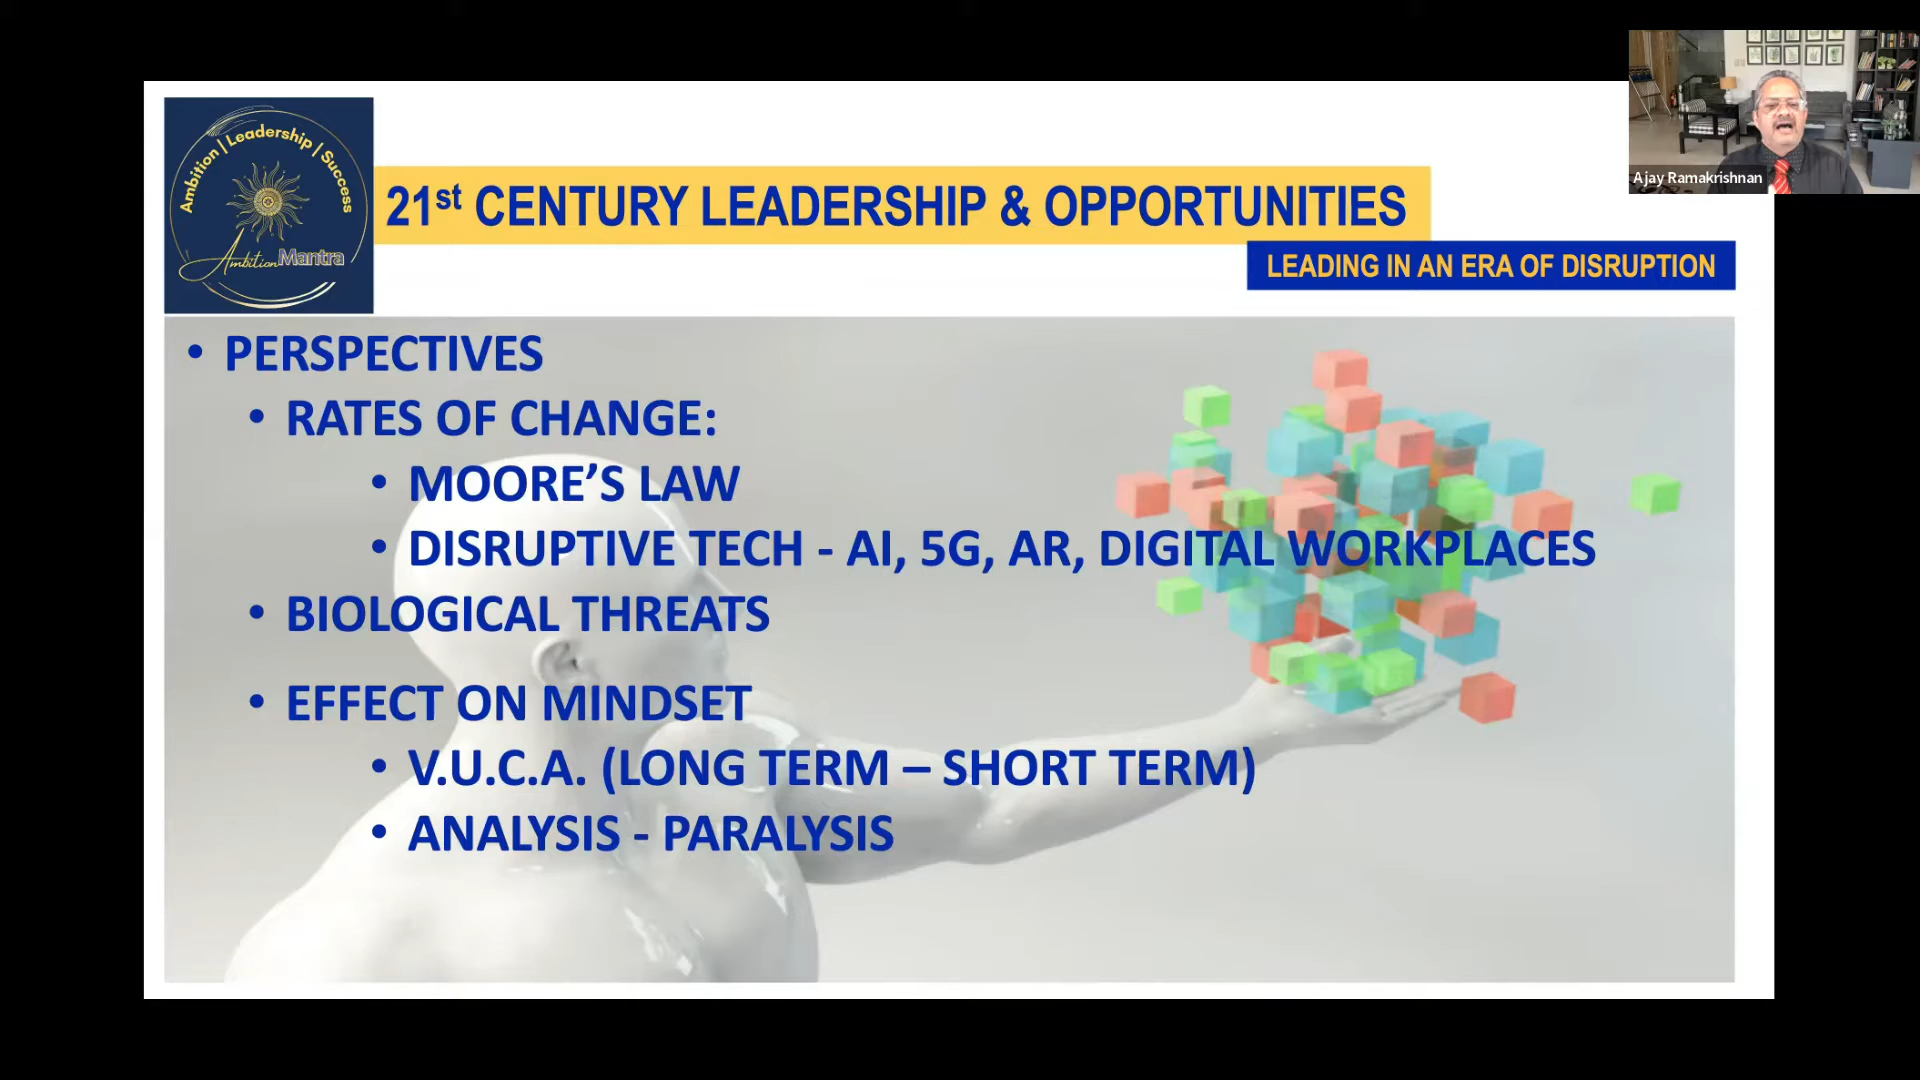 Ambition | Leadership | Success
Ambition Mantra
21st CENTURY LEADERSHIP & OPPORTUNITIES
LEADING IN AN ERA OF DISRUPTION
Ajay Ramakrishnan
• PERSPECTIVES
• RATES OF CHANGE:
• MOORE’S LAW
• DISRUPTIVE TECH - AI, 5G, AR, DIGITAL WORKPLACES
• BIOLOGICAL THREATS
• EFFECT ON MINDSET
• V.U.C.A. (LONG TERM – SHORT TERM)
• ANALYSIS - PARALYSIS